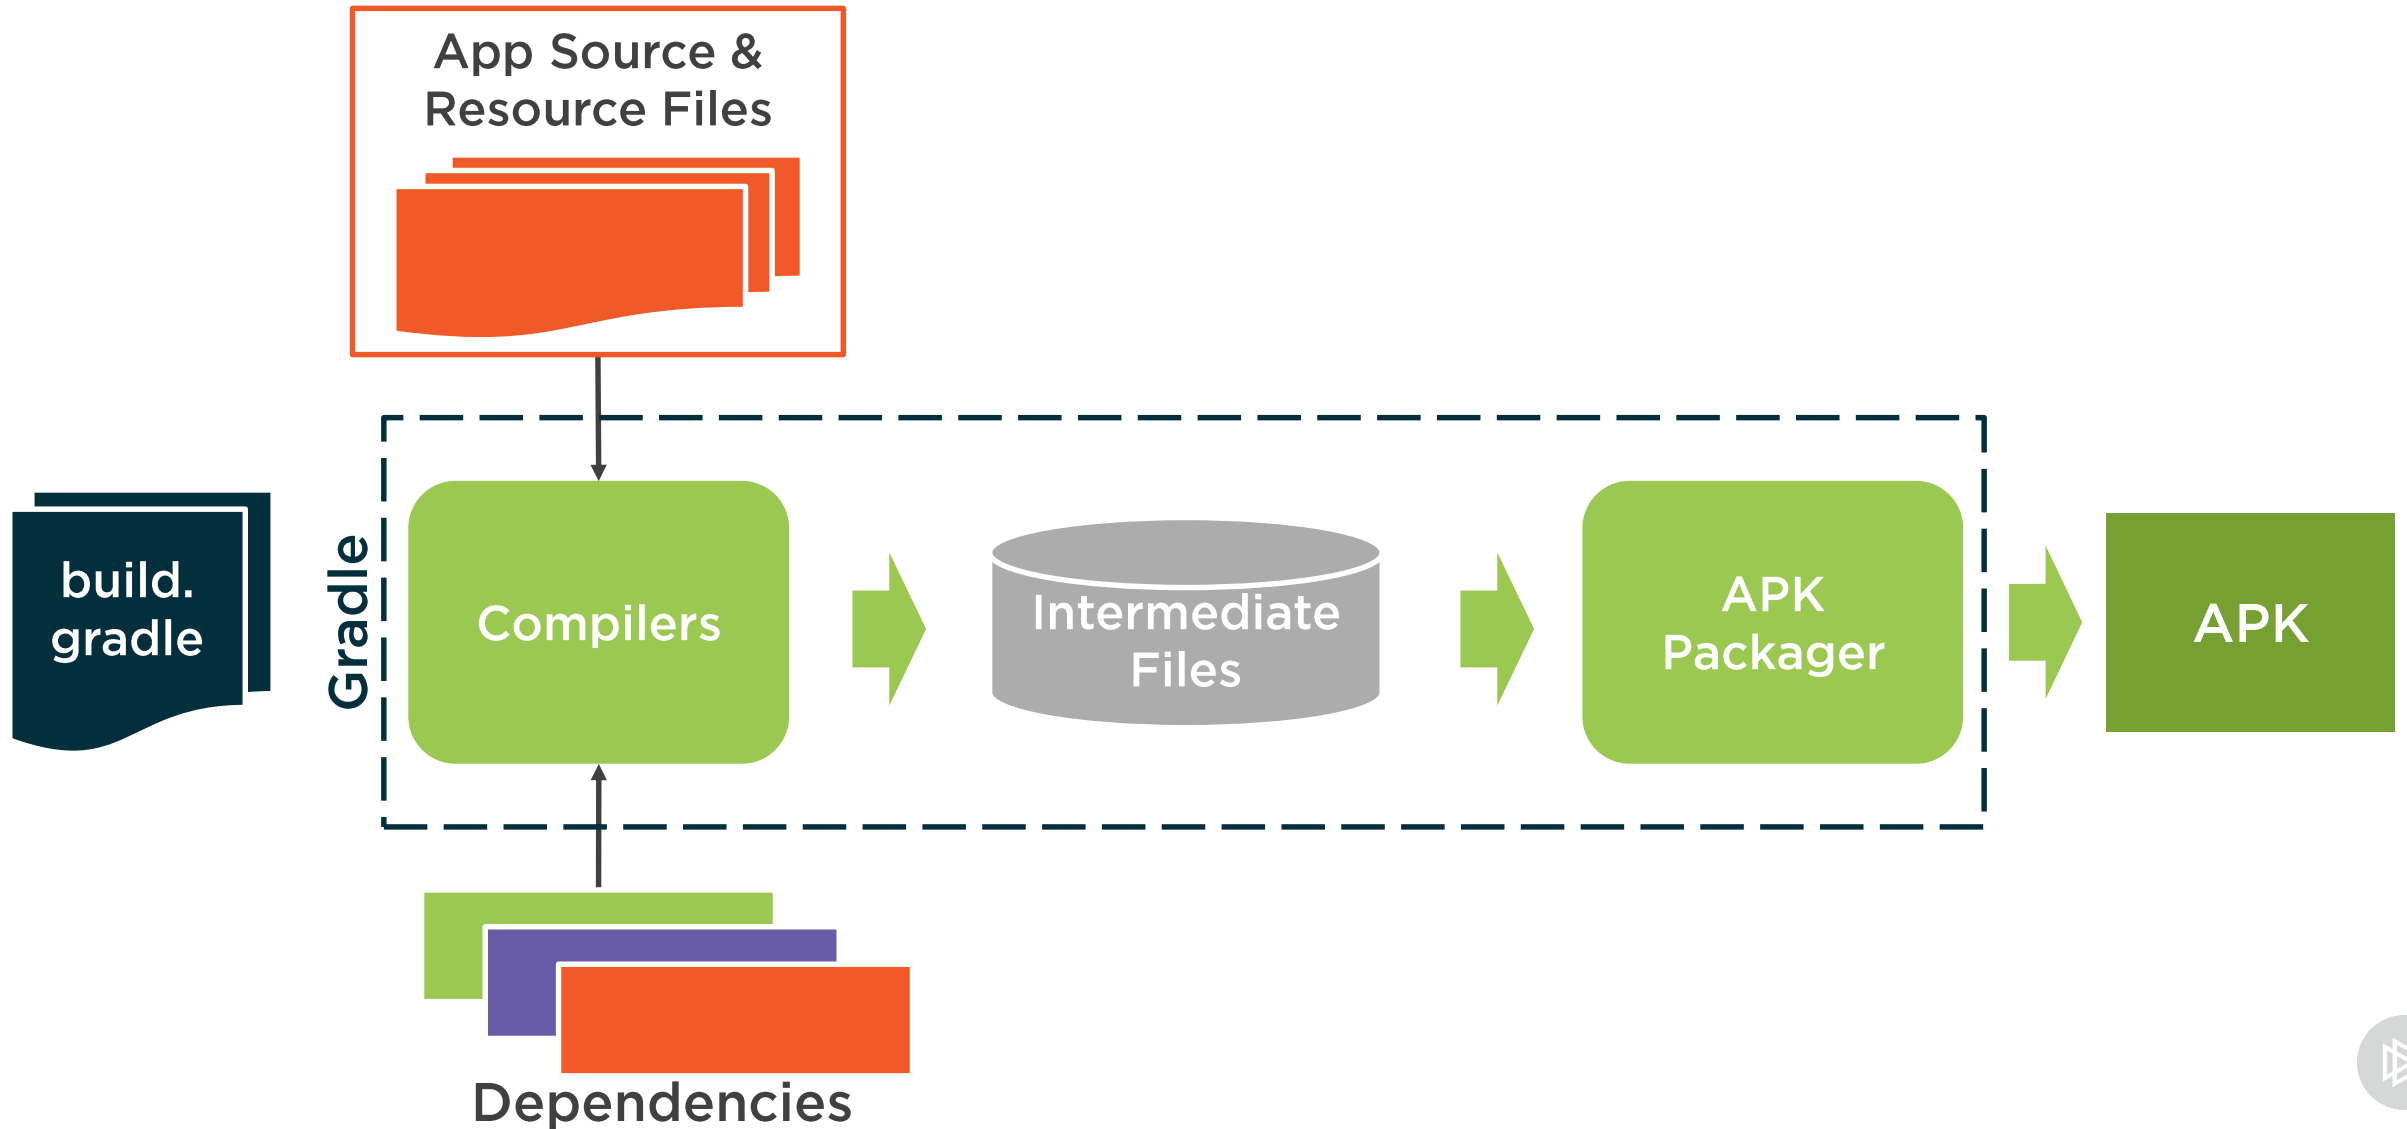 App Source &
Resource Files
build.
gradle
Gradle
Compilers
Intermediate
Files
APK
Packager
APK
Dependencies